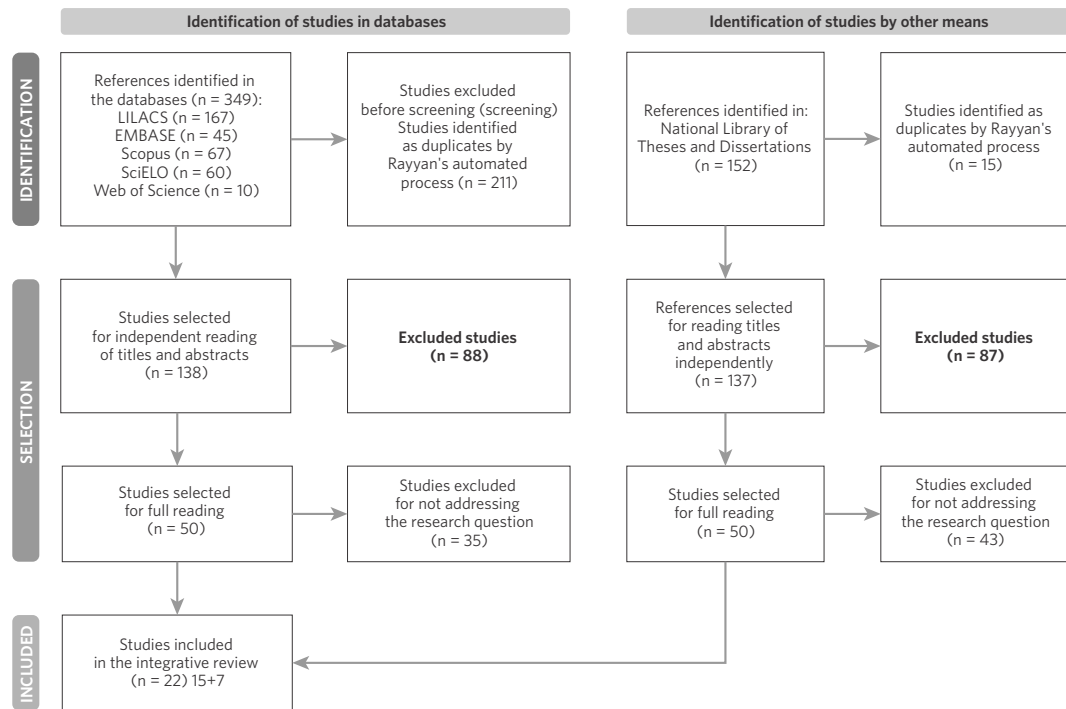 Identification of studies in databases
Identification of studies by other means
IDENTIFICATION
References identified in
the databases (n = 349):
LILACS (n = 167)
EMBASE (n = 45)
Scopus (n = 67)
SciELO (n = 60)
Web of Science (n = 10)
Studies excluded
before screening (screening)
Studies identified
as duplicates by
Rayyan's automated
process (n = 211)
References identified in:
National Library of
Theses and Dissertations
(n = 152)
Studies identified as
duplicates by Rayyan's
automated process
(n = 15)
SELECTION
Studies selected
for independent reading
of titles and abstracts
(n = 138)
Excluded studies
(n = 88)
References selected
for reading titles
and abstracts
independently
(n = 137)
Excluded studies
(n = 87)
Studies selected
for full reading
(n = 50)
Studies excluded
for not addressing
the research question
(n = 35)
Studies selected
for full reading
(n = 50)
Studies excluded
for not addressing
the research question
(n = 43)
INCLUDED
Studies included
in the integrative review
(n = 22) 15+7